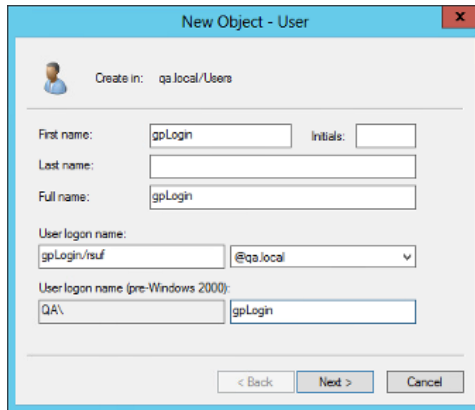 New Object - User
x
Create in: qa.local/Users
First name: gpLogin Initials:
Last name:
Full name: gpLogin
User logon name:
gpLogin/rsuf @qa.local
User logon name (pre-Windows 2000):
QA\ gpLogin
< Back Next > Cancel